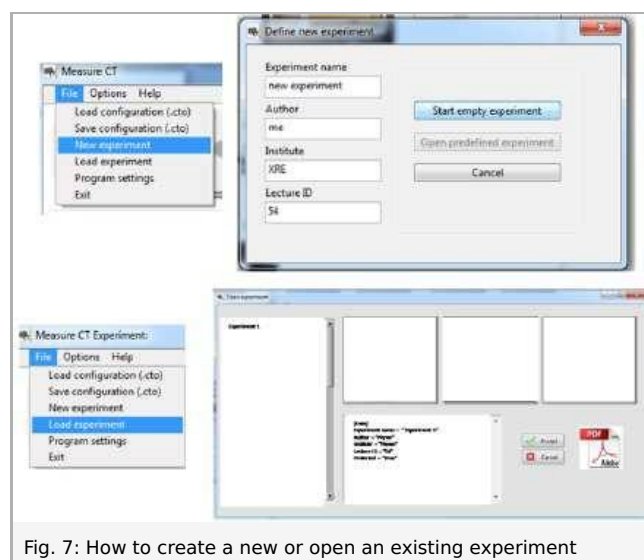 Measure CT
File Options Help
Load configuration (.cto)
Save configuration (.cto)
New experiment
Load experiment
Program settings
Exit
Define new experiment
Experiment name
new experiment
Author
me
Institute
XRE
Lecture ID
Start empty experiment
Open predefined experiment
Cancel
Measure CT Experiment:
File Options Help
Load configuration (.cto)
Save configuration (.cto)
New experiment
Load experiment
Program settings
Exit
Experiment 1
PDF
Adobe
Fig. 7: How to create a new or open an existing experiment